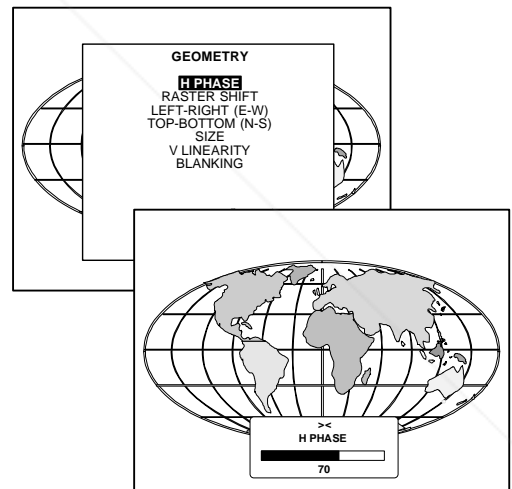 GEOMETRY
H PHASE
RASTER SHIFT
LEFT-RIGHT (E-W)
TOP-BOTTOM (N-S)
SIZE
V LINEARITY
BLANKING
><
H PHASE
70